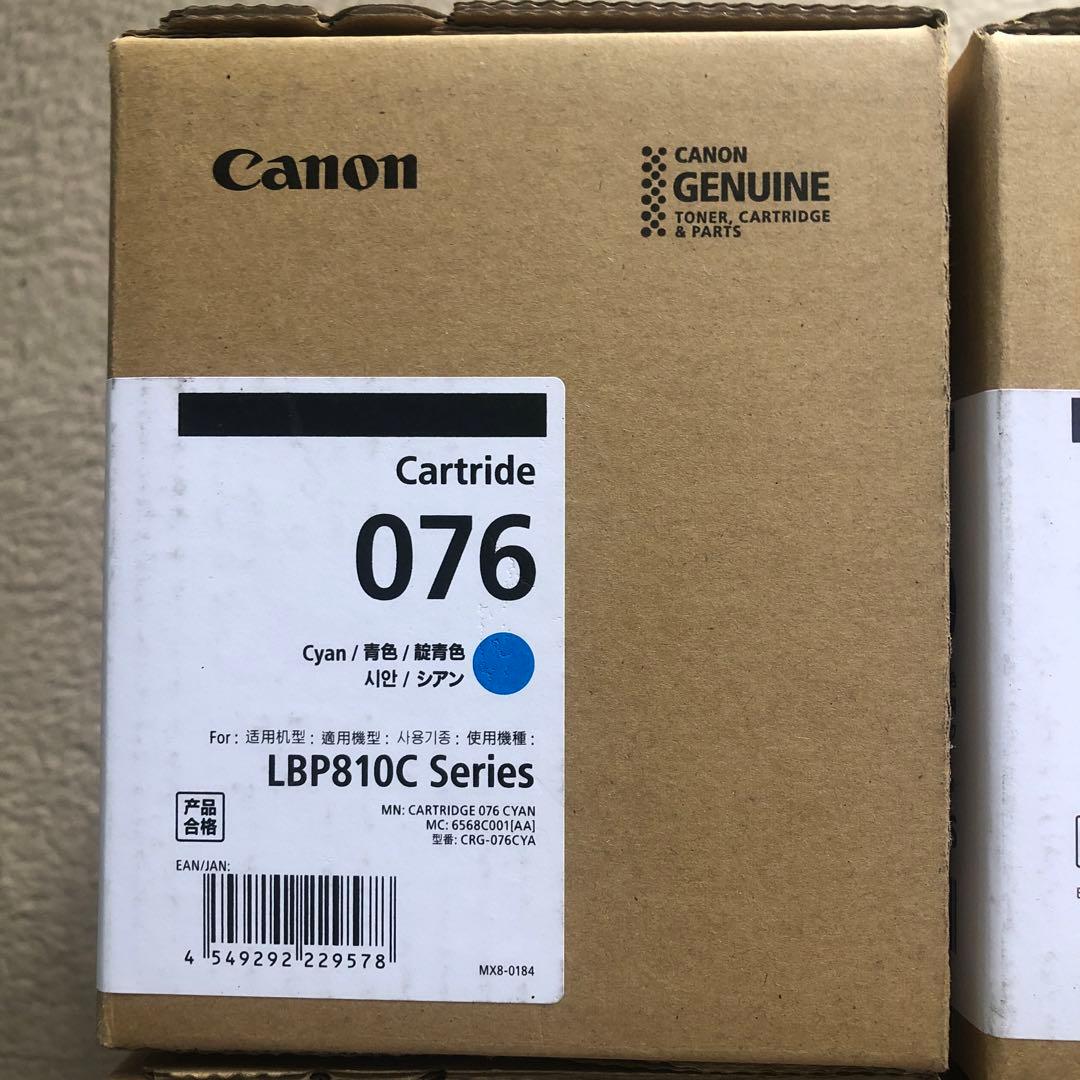 Canon
CANON
GENUINE
TONER, CARTRIDGE
& PARTS
Cartride
076
Cyan / 青色 / 靛青色
시안 / シアン
For : 适用机型 : 適用機型 : 사용기종 : 使用機種 :
LBP810C Series
产品
合格
MN: CARTRIDGE 076 CYAN
MC: 6568C001[AA]
型番: CRG-076CYA
EAN/JAN:
4 549292 229578
MX8-0184